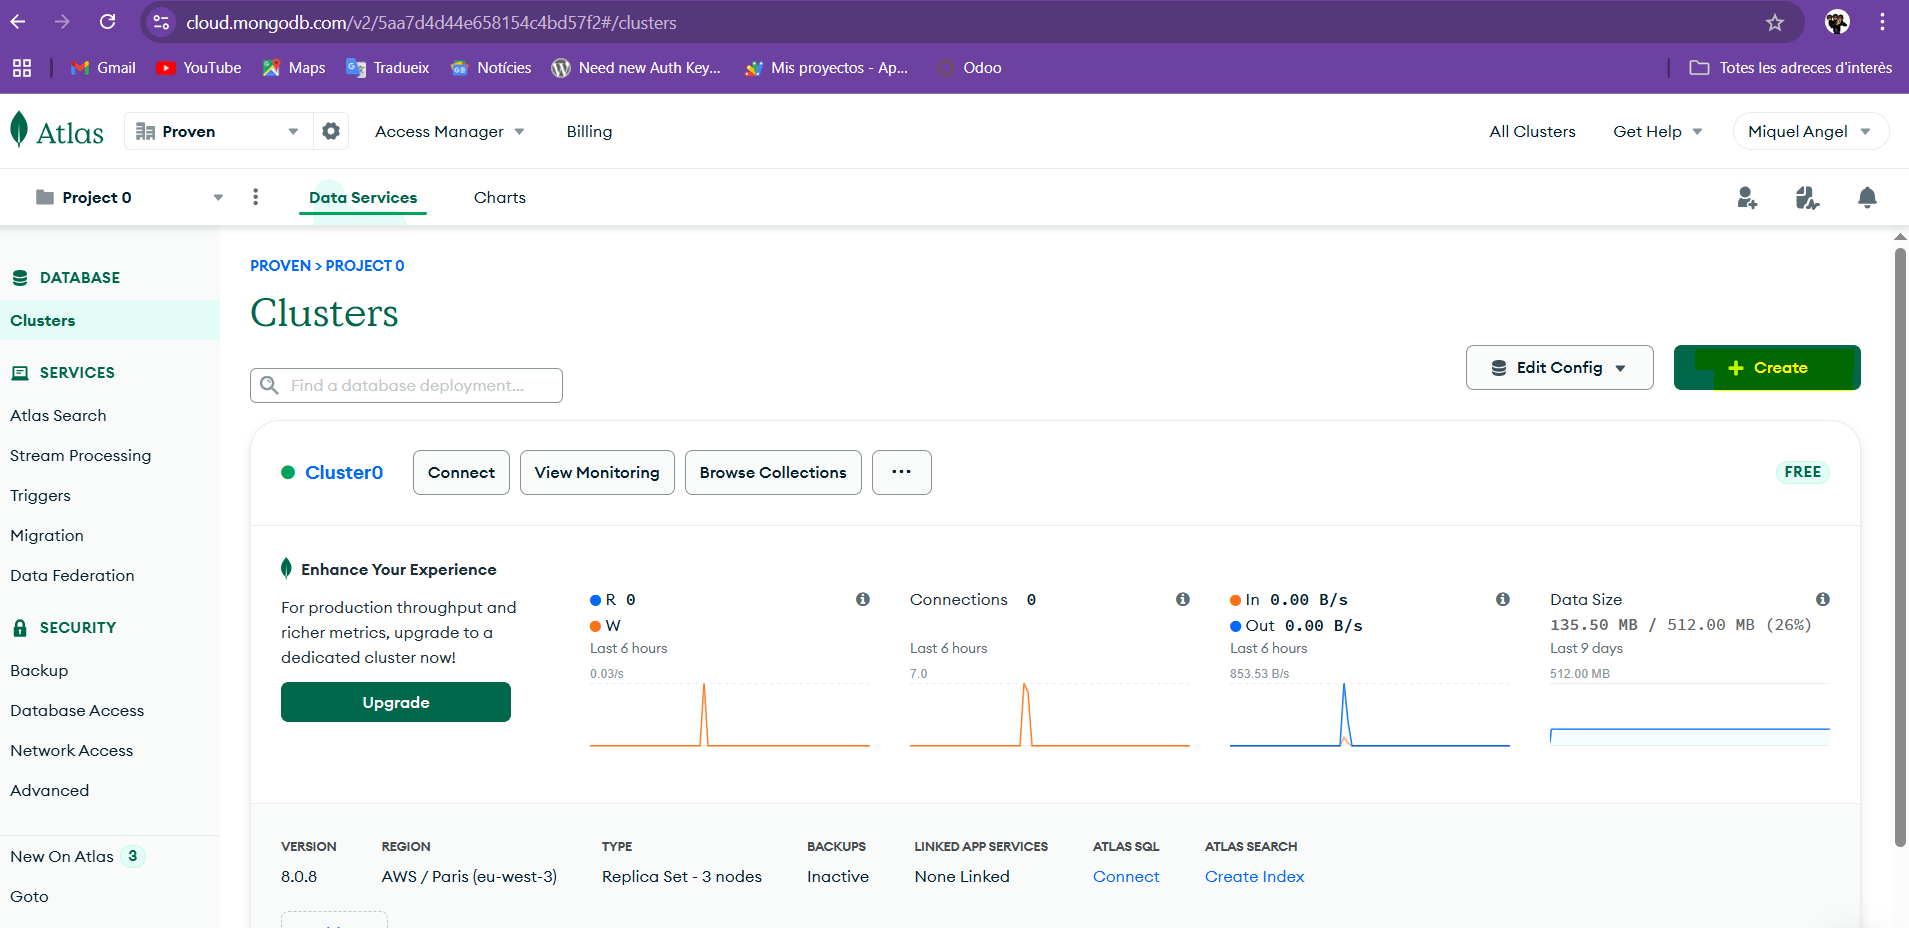 cloud.mongodb.com/v2/5aa7d4d44e658154c4bd57f2#/clusters
Gmail YouTube Maps Tradueix Notícies Need new Auth Key... Mis proyectos - Ap... Odoo Totes les adreces d'interès
Atlas Proven Access Manager Billing All Clusters Get Help Miquel Angel
Project 0 Data Services Charts
DATABASE
Clusters
SERVICES
Atlas Search
Stream Processing
Triggers
Migration
Data Federation
SECURITY
Backup
Database Access
Network Access
Advanced
New On Atlas 3
Goto
PROVEN > PROJECT 0
Clusters
Find a database deployment...
Edit Config
+ Create
Cluster0 Connect View Monitoring Browse Collections ... FREE
Enhance Your Experience
For production throughput and
richer metrics, upgrade to a
dedicated cluster now!
Upgrade
R 0
W
Last 6 hours
0.03/s
Connections 0
Last 6 hours
7.0
In 0.00 B/s
Out 0.00 B/s
Last 6 hours
853.53 B/s
Data Size
135.50 MB / 512.00 MB (26%)
Last 9 days
512.00 MB
VERSION REGION TYPE BACKUPS LINKED APP SERVICES ATLAS SQL ATLAS SEARCH
8.0.8 AWS / Paris (eu-west-3) Replica Set - 3 nodes Inactive None Linked Connect Create Index